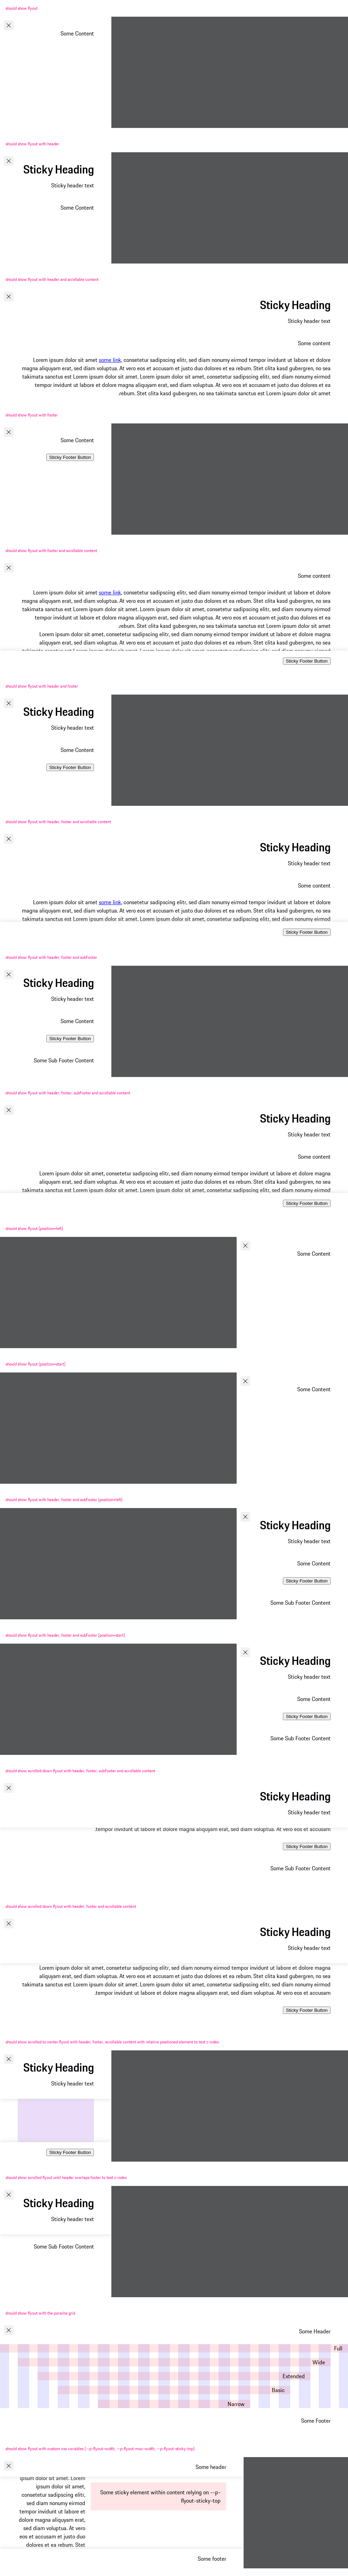 should show flyout
Some Content
should show flyout with header
Sticky Heading
Sticky header text
Some Content
should show flyout with header and scrollable content
Sticky Heading
Sticky header text
Some content
Lorem ipsum dolor sit amet some link, consetetur sadipscing elitr, sed diam nonumy eirmod tempor invidunt ut labore et dolore
magna aliquyam erat, sed diam voluptua. At vero eos et accusam et justo duo dolores et ea rebum. Stet clita kasd gubergren, no sea
takimata sanctus est Lorem ipsum dolor sit amet. Lorem ipsum dolor sit amet, consetetur sadipscing elitr, sed diam nonumy eirmod
tempor invidunt ut labore et dolore magna aliquyam erat, sed diam voluptua. At vero eos et accusam et justo duo dolores et ea
.rebum. Stet clita kasd gubergren, no sea takimata sanctus est Lorem ipsum dolor sit amet
should show flyout with footer
Some Content
Sticky Footer Button
should show flyout with footer and scrollable content
Some content
Lorem ipsum dolor sit amet some link, consetetur sadipscing elitr, sed diam nonumy eirmod tempor invidunt ut labore et dolore
magna aliquyam erat, sed diam voluptua. At vero eos et accusam et justo duo dolores et ea rebum. Stet clita kasd gubergren, no sea
takimata sanctus est Lorem ipsum dolor sit amet. Lorem ipsum dolor sit amet, consetetur sadipscing elitr, sed diam nonumy eirmod
tempor invidunt ut labore et dolore magna aliquyam erat, sed diam voluptua. At vero eos et accusam et justo duo dolores et ea
.rebum. Stet clita kasd gubergren, no sea takimata sanctus est Lorem ipsum dolor sit amet
Lorem ipsum dolor sit amet, consetetur sadipscing elitr, sed diam nonumy eirmod tempor invidunt ut labore et dolore magna
aliquyam erat, sed diam voluptua. At vero eos et accusam et justo duo dolores et ea rebum. Stet clita kasd gubergren, no sea
Sticky Footer Button
should show flyout with header and footer
Sticky Heading
Sticky header text
Some Content
Sticky Footer Button
should show flyout with header, footer and scrollable content
Sticky Heading
Sticky header text
Some content
Lorem ipsum dolor sit amet some link, consetetur sadipscing elitr, sed diam nonumy eirmod tempor invidunt ut labore et dolore
magna aliquyam erat, sed diam voluptua. At vero eos et accusam et justo duo dolores et ea rebum. Stet clita kasd gubergren, no sea
Sticky Footer Button
should show flyout with header, footer and subFooter
Sticky Heading
Sticky header text
Some Content
Sticky Footer Button
Some Sub Footer Content
should show flyout with header, footer, subFooter and scrollable content
Sticky Heading
Sticky header text
Some content
Lorem ipsum dolor sit amet, consetetur sadipscing elitr, sed diam nonumy eirmod tempor invidunt ut labore et dolore magna
aliquyam erat, sed diam voluptua. At vero eos et accusam et justo duo dolores et ea rebum. Stet clita kasd gubergren, no sea
takimata sanctus est Lorem ipsum dolor sit amet. Lorem ipsum dolor sit amet, consetetur sadipscing elitr, sed diam nonumy eirmod
Sticky Footer Button
should show flyout (position=left)
Some Content
should show flyout (position=start)
Some Content
should show flyout with header, footer and subFooter (position=left)
Sticky Heading
Sticky header text
Some Content
Sticky Footer Button
Some Sub Footer Content
should show flyout with header, footer and subFooter (position=start)
Sticky Heading
Sticky header text
Some Content
Sticky Footer Button
Some Sub Footer Content
should show scrolled down flyout with header, footer, subFooter and scrollable content
Sticky Heading
Sticky header text
.tempor invidunt ut labore et dolore magna aliquyam erat, sed diam voluptua. At vero eos et accusam
Sticky Footer Button
Some Sub Footer Content
should show scrolled down flyout with header, footer and scrollable content
Sticky Heading
Sticky header text
Lorem ipsum dolor sit amet, consetetur sadipscing elitr, sed diam nonumy eirmod tempor invidunt ut labore et dolore magna
aliquyam erat, sed diam voluptua. At vero eos et accusam et justo duo dolores et ea rebum. Stet clita kasd gubergren, no sea
takimata sanctus est Lorem ipsum dolor sit amet. Lorem ipsum dolor sit amet, consetetur sadipscing elitr, sed diam nonumy eirmod
.tempor invidunt ut labore et dolore magna aliquyam erat, sed diam voluptua. At vero eos et accusam
Sticky Footer Button
should show scrolled to center flyout with header, footer, scrollable content with relative positioned element to test z-index
Sticky Heading
Sticky header text
Sticky Footer Button
should show scrolled flyout until header overlaps footer to test z-index
Sticky Heading
Sticky header text
Some Sub Footer Content
should show flyout with the porsche grid
Some Header
Full
Wide
Extended
Basic
Narrow
Some Footer
should show flyout with custom css variables (--p-flyout-width, --p-flyout-max-width, --p-flyout-sticky-top)
Some header
ipsum dolor sit amet. Lorem
ipsum dolor sit amet,
consetetur sadipscing elitr,
sed diam nonumy eirmod
tempor invidunt ut labore et
dolore magna aliquyam erat,
sed diam voluptua. At vero
eos et accusam et justo duo
dolores et ea rebum. Stet
Some sticky element within content relying on --p-
flyout-sticky-top
Some footer